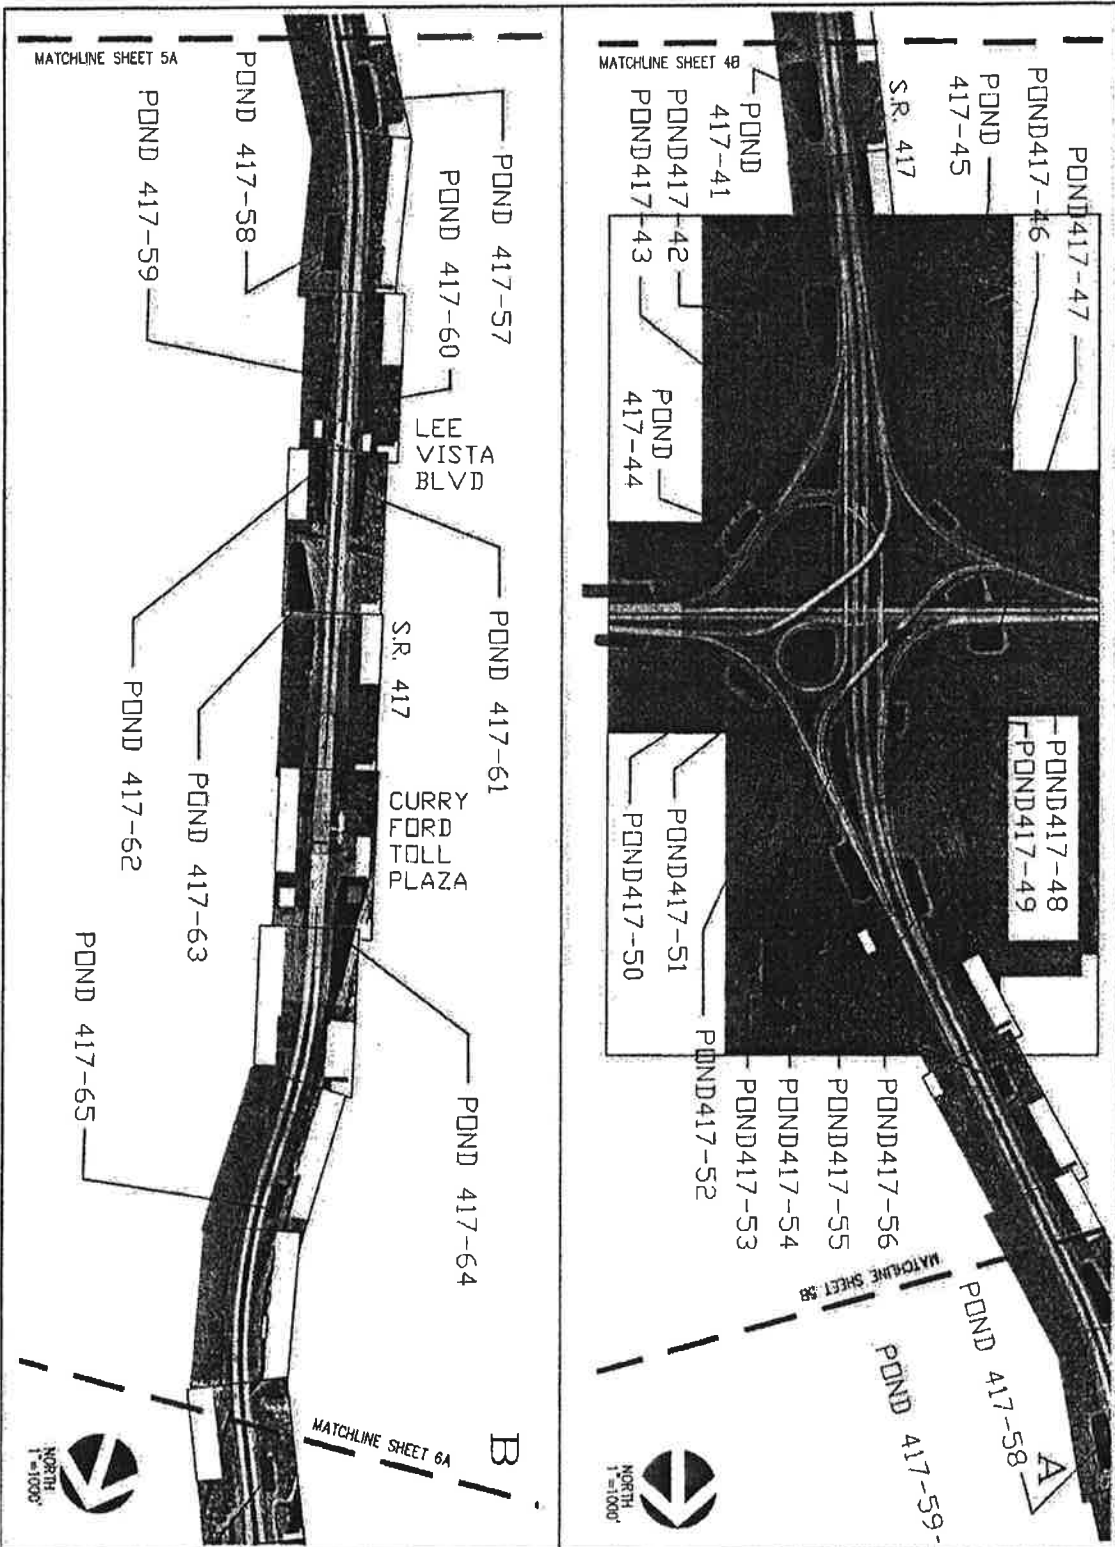 MATCHLINE SHEET 4B
S.R. 417
POND
417-45
POND417-46
POND417-47
POND
417-41
POND417-42
POND417-43
POND
417-44
POND417-48
POND417-49
POND417-50
POND417-51
POND417-52
POND417-53
POND417-54
POND417-55
POND417-56
MATCHLINE SHEET 5B
POND 417-58
POND 417-59
A
NORTH
1"=1000'
MATCHLINE SHEET 5A
POND 417-57
POND 417-58
POND 417-59
POND 417-60
LEE
VISTA
BLVD
POND 417-61
POND 417-62
S.R. 417
POND 417-63
CURRY
FORD
TOLL
PLAZA
POND 417-64
POND 417-65
MATCHLINE SHEET 6A
B
NORTH
1"=1000'